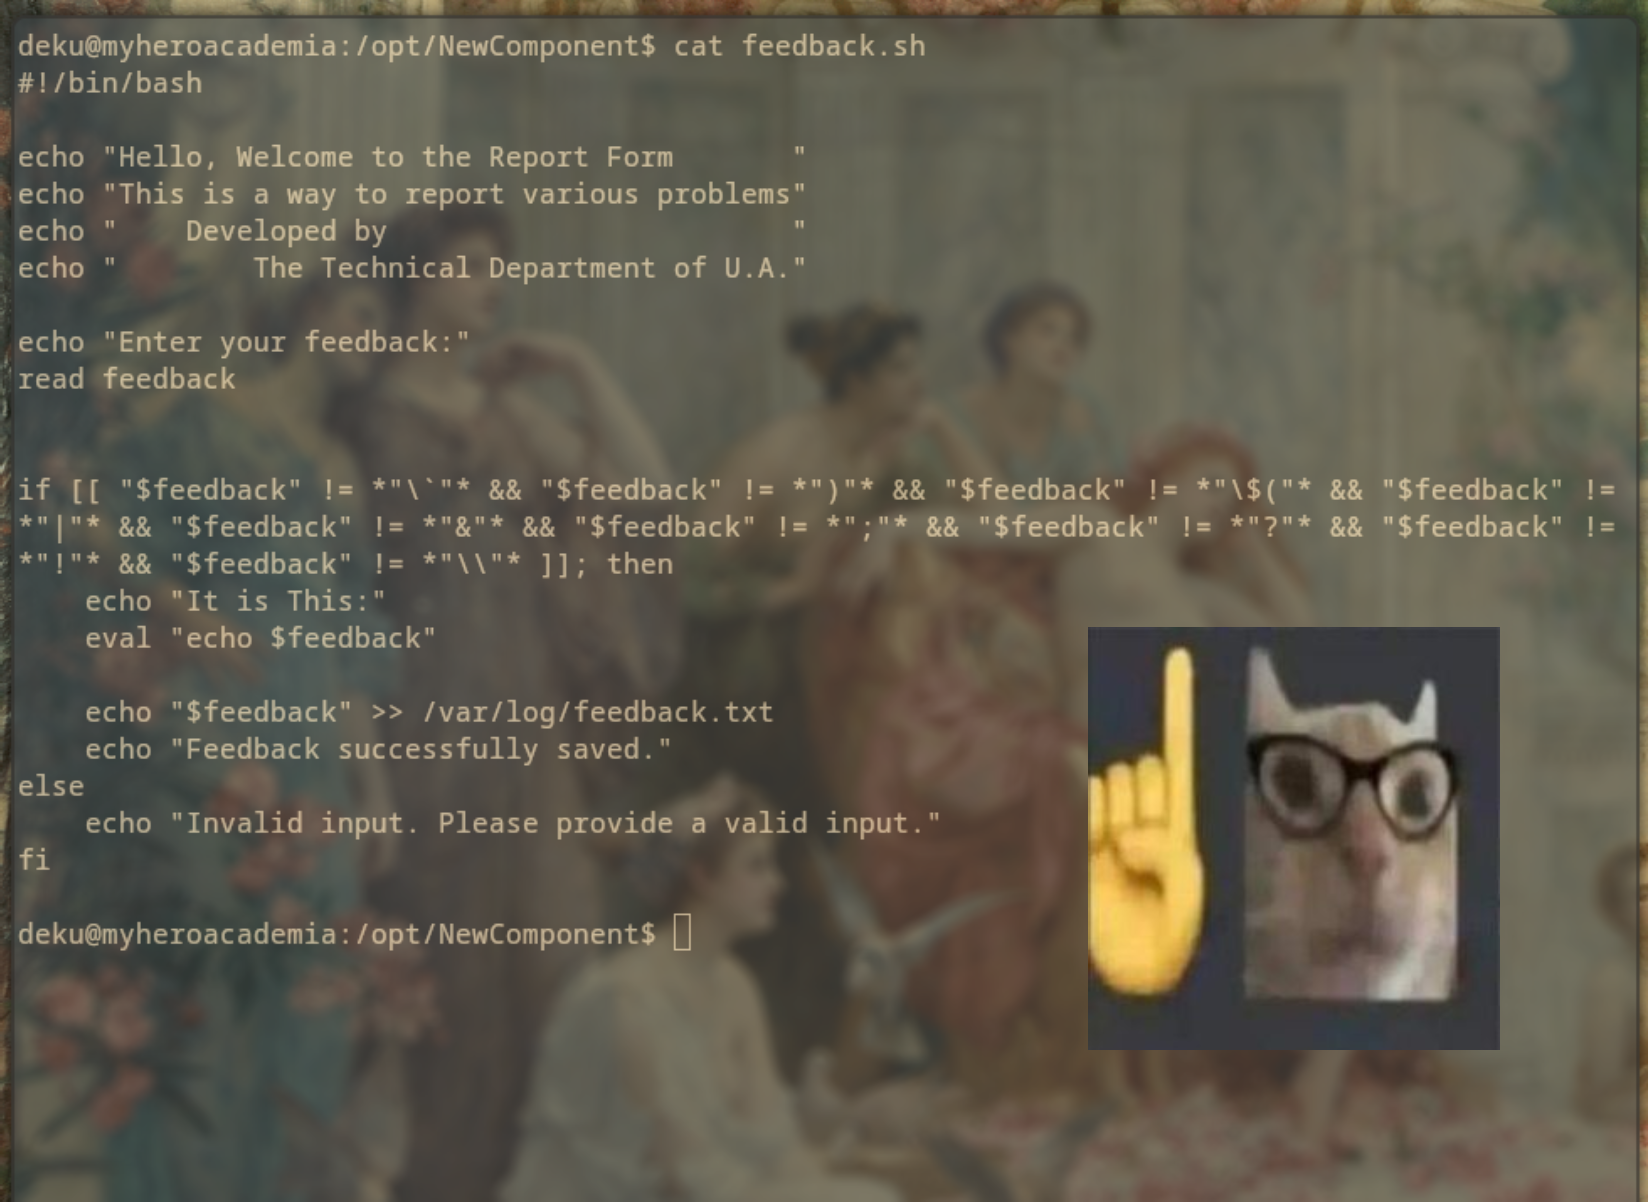 deku@myheroacademia:/opt/NewComponent$ cat feedback.sh
#!/bin/bash

echo "Hello, Welcome to the Report Form       "
echo "This is a way to report various problems"
echo "    Developed by                        "
echo "        The Technical Department of U.A."

echo "Enter your feedback:"
read feedback


if [[ "$feedback" != *"\`"* && "$feedback" != *")"* && "$feedback" != *"\$("* && "$feedback" !=
*"|"* && "$feedback" != *"&"* && "$feedback" != *";"* && "$feedback" != *"?"* && "$feedback" !=
*"!"* && "$feedback" != *"\\"* ]]; then
    echo "It is This:"
    eval "echo $feedback"

    echo "$feedback" >> /var/log/feedback.txt
    echo "Feedback successfully saved."
else
    echo "Invalid input. Please provide a valid input."
fi

deku@myheroacademia:/opt/NewComponent$